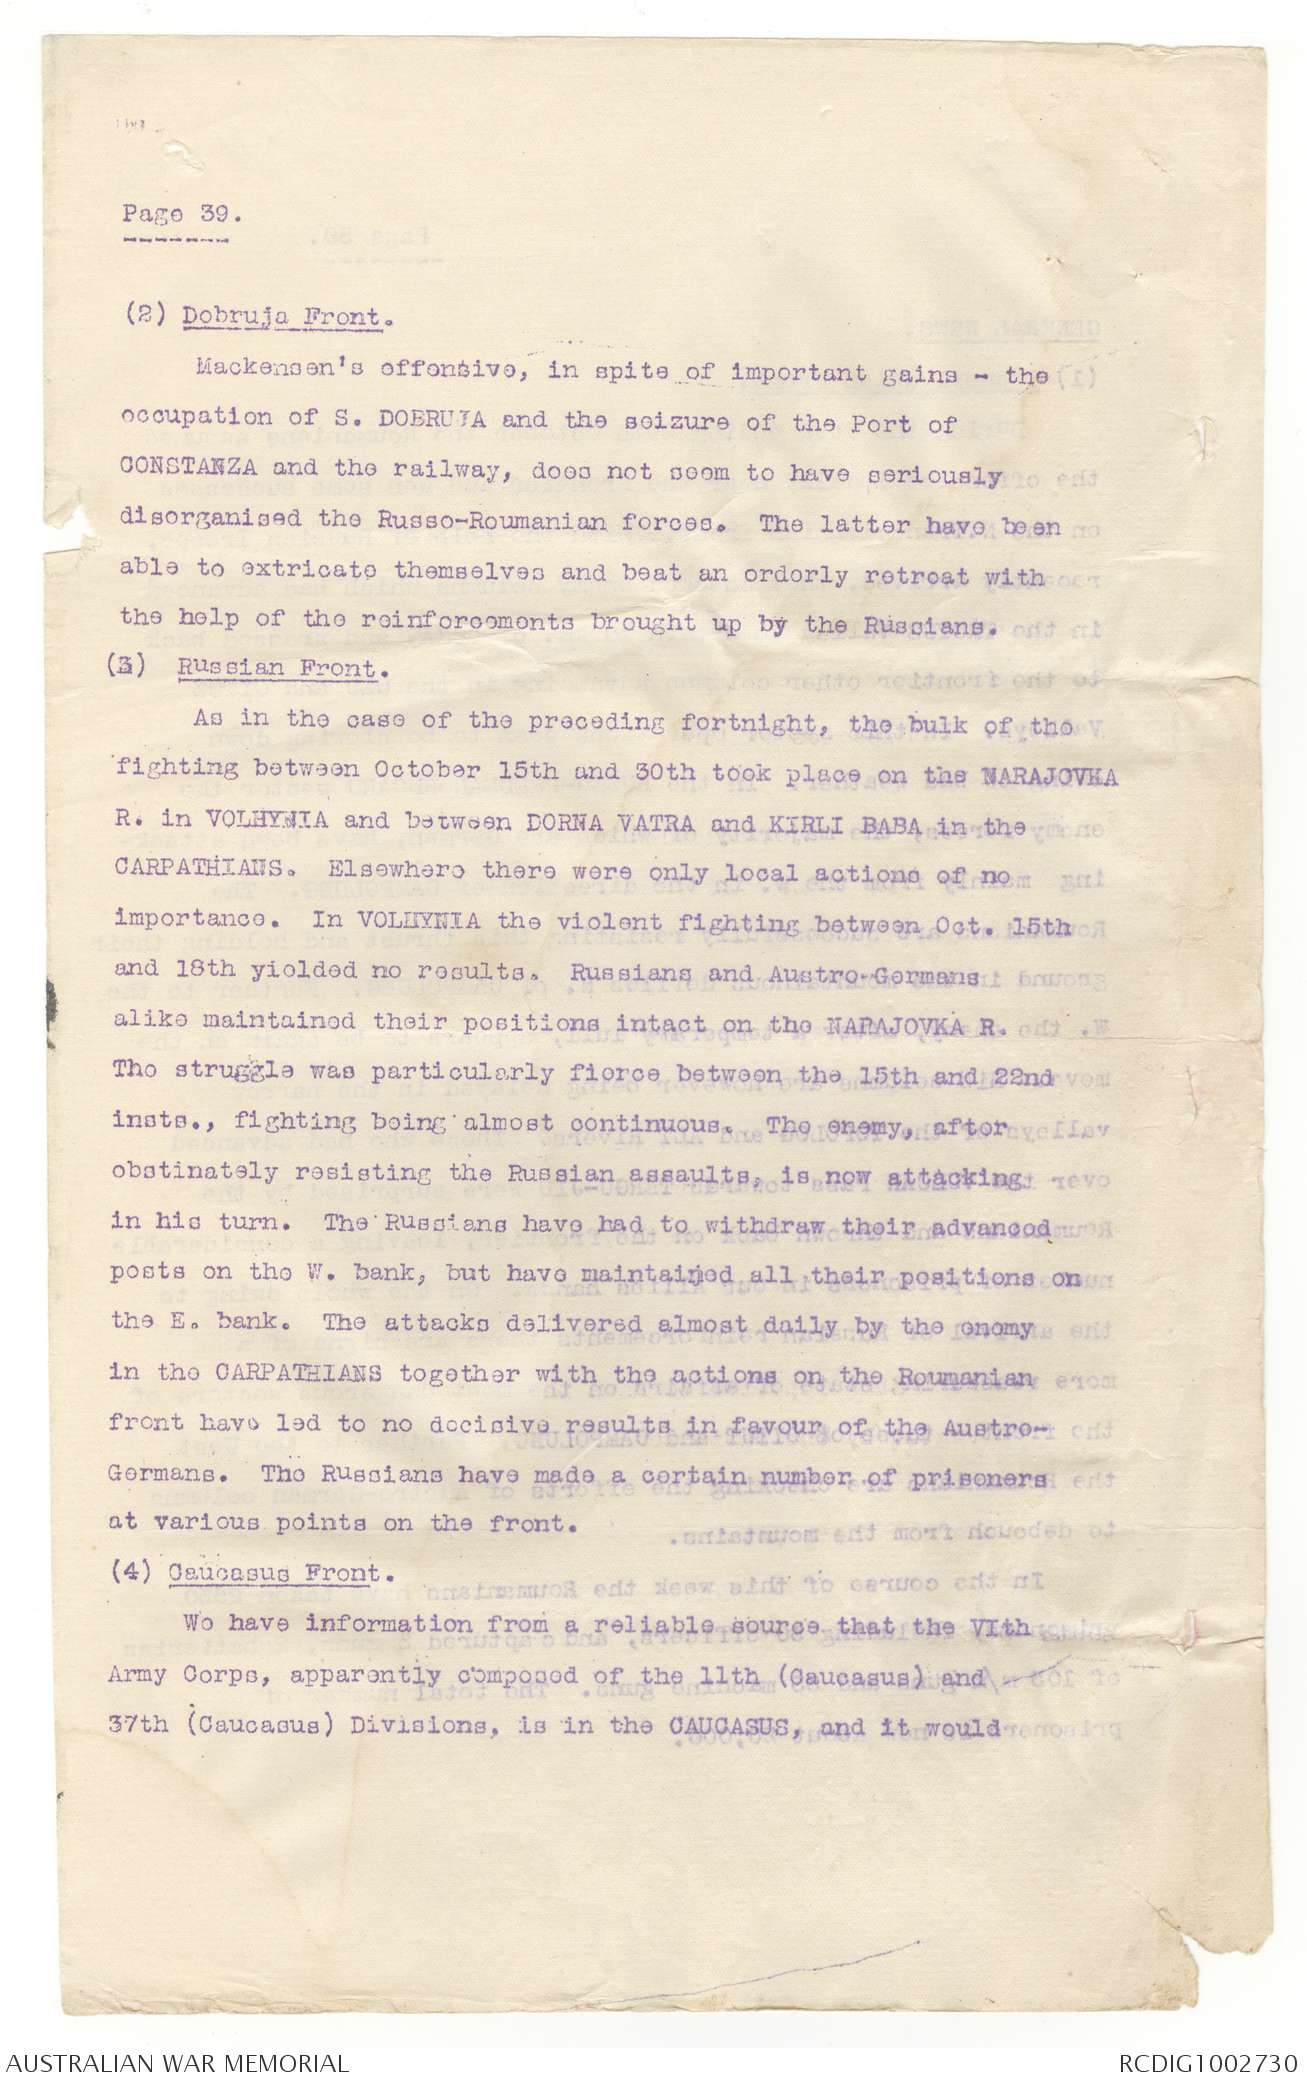 Page 39.
(2) Dobruja Front.
Mackensen's offensive, in spite of important gains - the
occupation of S. DOBRUJA and the seizure of the Port of
CONSTANZA and the railway, does not seem to have seriously
disorganised the Russo-Roumanian forces. The latter have been
able to extricate themselves and beat an orderly retreat with
the help of the reinforcements brought up by the Russians.
(3) Russian Front.
As in the case of the preceding fortnight, the bulk of the
fighting between October 15th and 30th took place on the NARAJOVKA
R. in VOLHYNIA and between DORNA VATRA and KIRLI BABA in the
CARPATHIANS. Elsewhere there were only local actions of no
importance. In VOLHYNIA the violent fighting between Oct. 15th
and 18th yielded no results. Russians and Austro-Germans
alike maintained their positions intact on the NARAJOVKA R.
The struggle was particularly fierce between the 15th and 22nd
insts., fighting being almost continuous. The enemy, after
obstinately resisting the Russian assaults, is now attacking
in his turn. The Russians have had to withdraw their advanced
posts on the W. bank, but have maintained all their positions on
the E. bank. The attacks delivered almost daily by the enemy
in the CARPATHIANS together with the actions on the Roumanian
front have led to no decisive results in favour of the Austro-
Germans. The Russians have made a certain number of prisoners
at various points on the front.
(4) Caucasus Front.
We have information from a reliable source that the VIth
Army Corps, apparently composed of the 11th (Caucasus) and
37th (Caucasus) Divisions, is in the CAUCASUS, and it would
AUSTRALIAN WAR MEMORIAL
RCDIG1002730